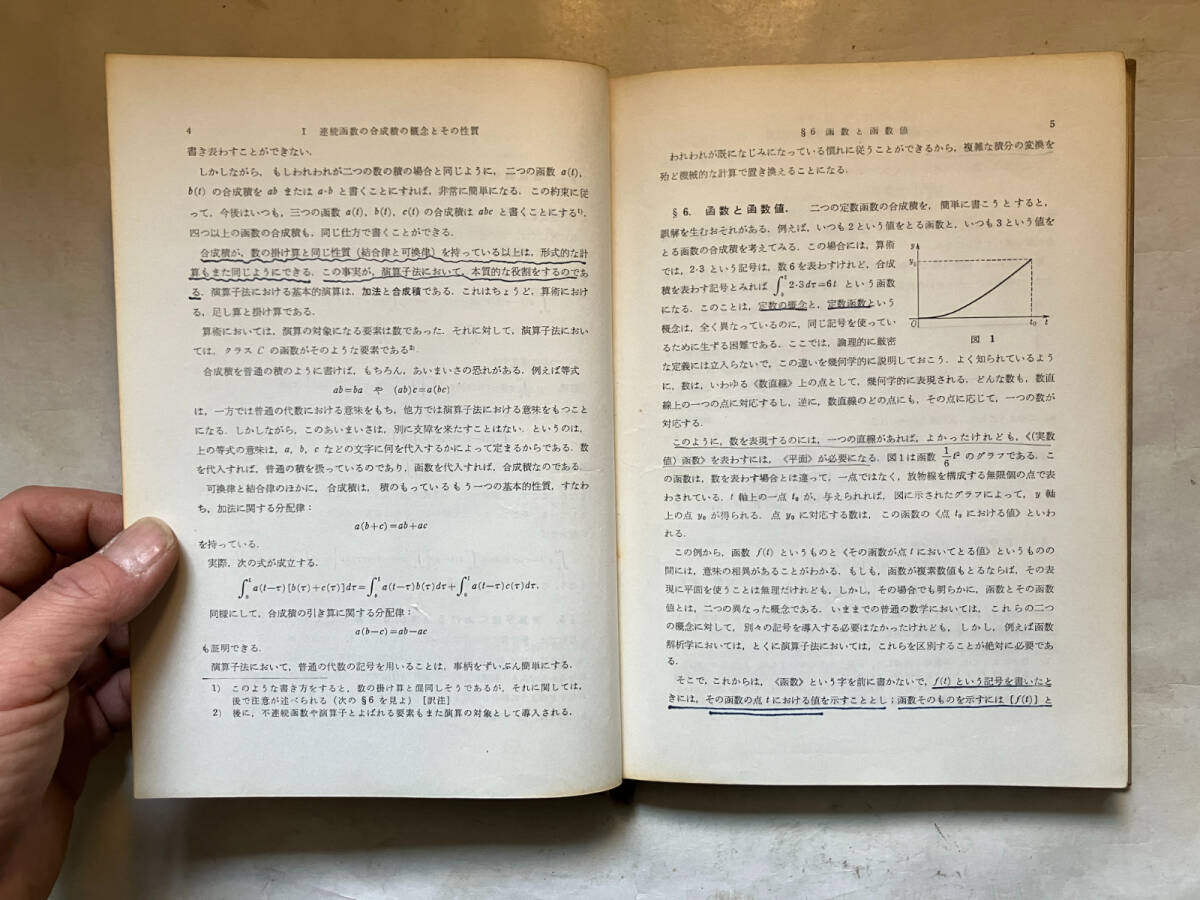 4
I 連続函数の合成積の概念とその性質
書き表わすことができない.
しかしながら, もしわれわれが二つの数の積の場合と同じように, 二つの函数 a(t),
b(t) の合成積を ab または a·b と書くことにすれば, 非常に簡単になる. この約束に従
って, 今後はいつも, 三つの函数 a(t), b(t), c(t) の合成積は abc と書くことにする1).
四つ以上の函数の合成積も, 同じ仕方で書くことができる.
合成積が, 数の掛け算と同じ性質 (結合律と可換律) を持っている以上は, 形式的な計
算もまた同じようにできる. この事実が, 演算子法において, 本質的な役割をするのであ
る. 演算子法における基本的演算は, 加法と合成積である. これはちょうど, 算術におけ
る, 足し算と掛け算である.
算術においては, 演算の対象になる要素は数であった. それに対して, 演算子法におい
ては, クラス C の函数がそのような要素である2).
合成積を普通の積のように書けば, もちろん, あいまいさの恐れがある. 例えば等式
ab=ba や (ab)c=a(bc)
は, 一方では普通の代数における意味をもち, 他方では演算子法における意味をもつこと
になる. しかしながら, このあいまいさは, 別に支障を来たすことはない. というのは,
上の等式の意味は, a, b, c などの文字に何を代入するかによって定まるからである. 数
を代入すれば, 普通の積を扱っているのであり, 函数を代入すれば, 合成積なのである.
可換律と結合律のほかに, 合成積は, 積のもっているもう一つの基本的性質, すなわ
ち, 加法に関する分配律:
a(b+c)=ab+ac
を持っている.
実際, 次の式が成立する.
∫₀ᵗ a(t−τ)[b(τ)+c(τ)]dτ=∫₀ᵗ a(t−τ)b(τ)dτ+∫₀ᵗ a(t−τ)c(τ)dτ.
同様にして, 合成積の引き算に関する分配律:
a(b−c)=ab−ac
も証明できる.
演算子法において, 普通の代数の記号を用いることは, 事柄をずいぶん簡単にする.
1) このような書き方をすると, 数の掛け算と混同しそうであるが, それに関しては,
後で注意が述べられる (次の §6 を見よ) [訳注]
2) 後に, 不連続函数や演算子とよばれる要素もまた演算の対象として導入される.
§6 函数と函数値
5
われわれが既になじみになっている慣れに従うことができるから, 複雑な積分の変換を
殆ど機械的な計算で置き換えることになる.
§6. 函数と函数値. 二つの定数函数の合成積を, 簡単に書こうとすると,
誤解を生むおそれがある. 例えば, いつも2という値をとる函数と, いつも3という値を
とる函数の合成積を考えてみる. この場合には, 算術
では, 2·3 という記号は, 数6を表わすけれど, 合成
積を表わす記号とみれば ∫₀ᵗ 2·3dτ=6t という函数
になる. このことは, 定数の概念と, 定数函数という
概念は, 全く異なっているのに, 同じ記号を使ってい
るために生ずる困難である. ここでは, 論理的に厳密
y
y₀
O
t₀
t
図 1
な定義には立入らないで, この違いを幾何学的に説明しておこう. よく知られているよう
に, 数は, いわゆる《数直線》上の点として, 幾何学的に表現される. どんな数も, 数直
線上の一つの点に対応するし, 逆に, 数直線のどの点にも, その点に応じて, 一つの数が
対応する.
このように, 数を表現するのには, 一つの直線があれば, よかったけれども, 《(実数
値) 函数》を表わすには, 《平面》が必要になる. 図1は函数 1/6 t² のグラフである. こ
の函数は, 数を表わす場合とは違って, 一点ではなく, 放物線を構成する無限個の点で表
わされている. t 軸上の一点 t₀ が, 与えられれば, 図に示されたグラフによって, y 軸
上の点 y₀ が得られる. 点 y₀ に対応する数は, この函数の《点 t₀ における値》といわ
れる.
この例から, 函数 f(t) というものと《その函数が点 t においてとる値》というものの
間には, 意味の相異があることがわかる. もしも, 函数が複素数値もとるならば, その表
現に平面を使うことは無理だけれども, しかし, その場合でも明らかに, 函数とその函数
値とは, 二つの異なった概念である. いままでの普通の数学においては, これらの二つ
の概念に対して, 別々の記号を導入する必要はなかったけれども, しかし, 例えば函数
解析学においては, とくに演算子法においては, これらを区別することが絶対に必要であ
る.
そこで, これからは, 《函数》という字を前に書かないで, f(t) という記号を書いたと
きには, その函数の点 t における値を示すこととし; 函数そのものを示すには {f(t)} と